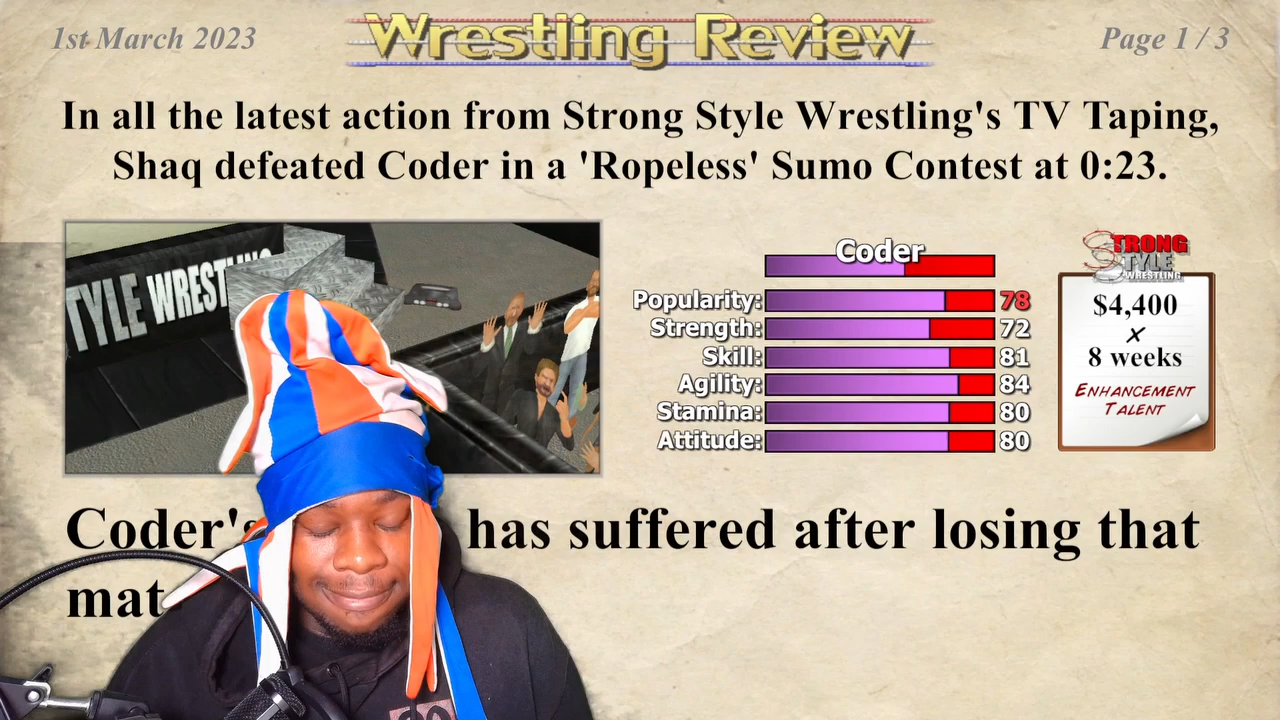 1st March 2023
Wrestling Review
Page 1 / 3
In all the latest action from Strong Style Wrestling's TV Taping,
Shaq defeated Coder in a 'Ropeless' Sumo Contest at 0:23.
TYLE WRESTLING
Coder
Popularity: 78
Strength: 72
Skill: 81
Agility: 84
Stamina: 80
Attitude: 80
STRONG
STYLE
WRESTLING
$4,400
x
8 weeks
ENHANCEMENT
TALENT
Coder's has suffered after losing that
mat